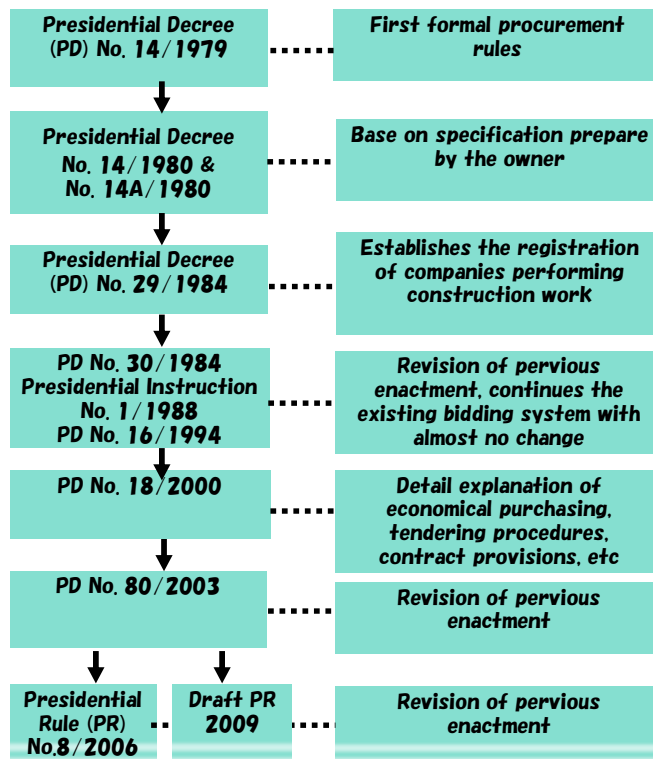 Presidential Decree
(PD) No. 14/1979
First formal procurement
rules
Presidential Decree
No. 14/1980 &
No. 14A/1980
Base on specification prepare
by the owner
Presidential Decree
(PD) No. 29/1984
Establishes the registration
of companies performing
construction work
PD No. 30/1984
Presidential Instruction
No. 1/1988
PD No. 16/1994
Revision of pervious
enactment, continues the
existing bidding system with
almost no change
PD No. 18/2000
Detail explanation of
economical purchasing,
tendering procedures,
contract provisions, etc
PD No. 80/2003
Revision of pervious
enactment
Presidential
Rule (PR)
No.8/2006
Draft PR
2009
Revision of pervious
enactment